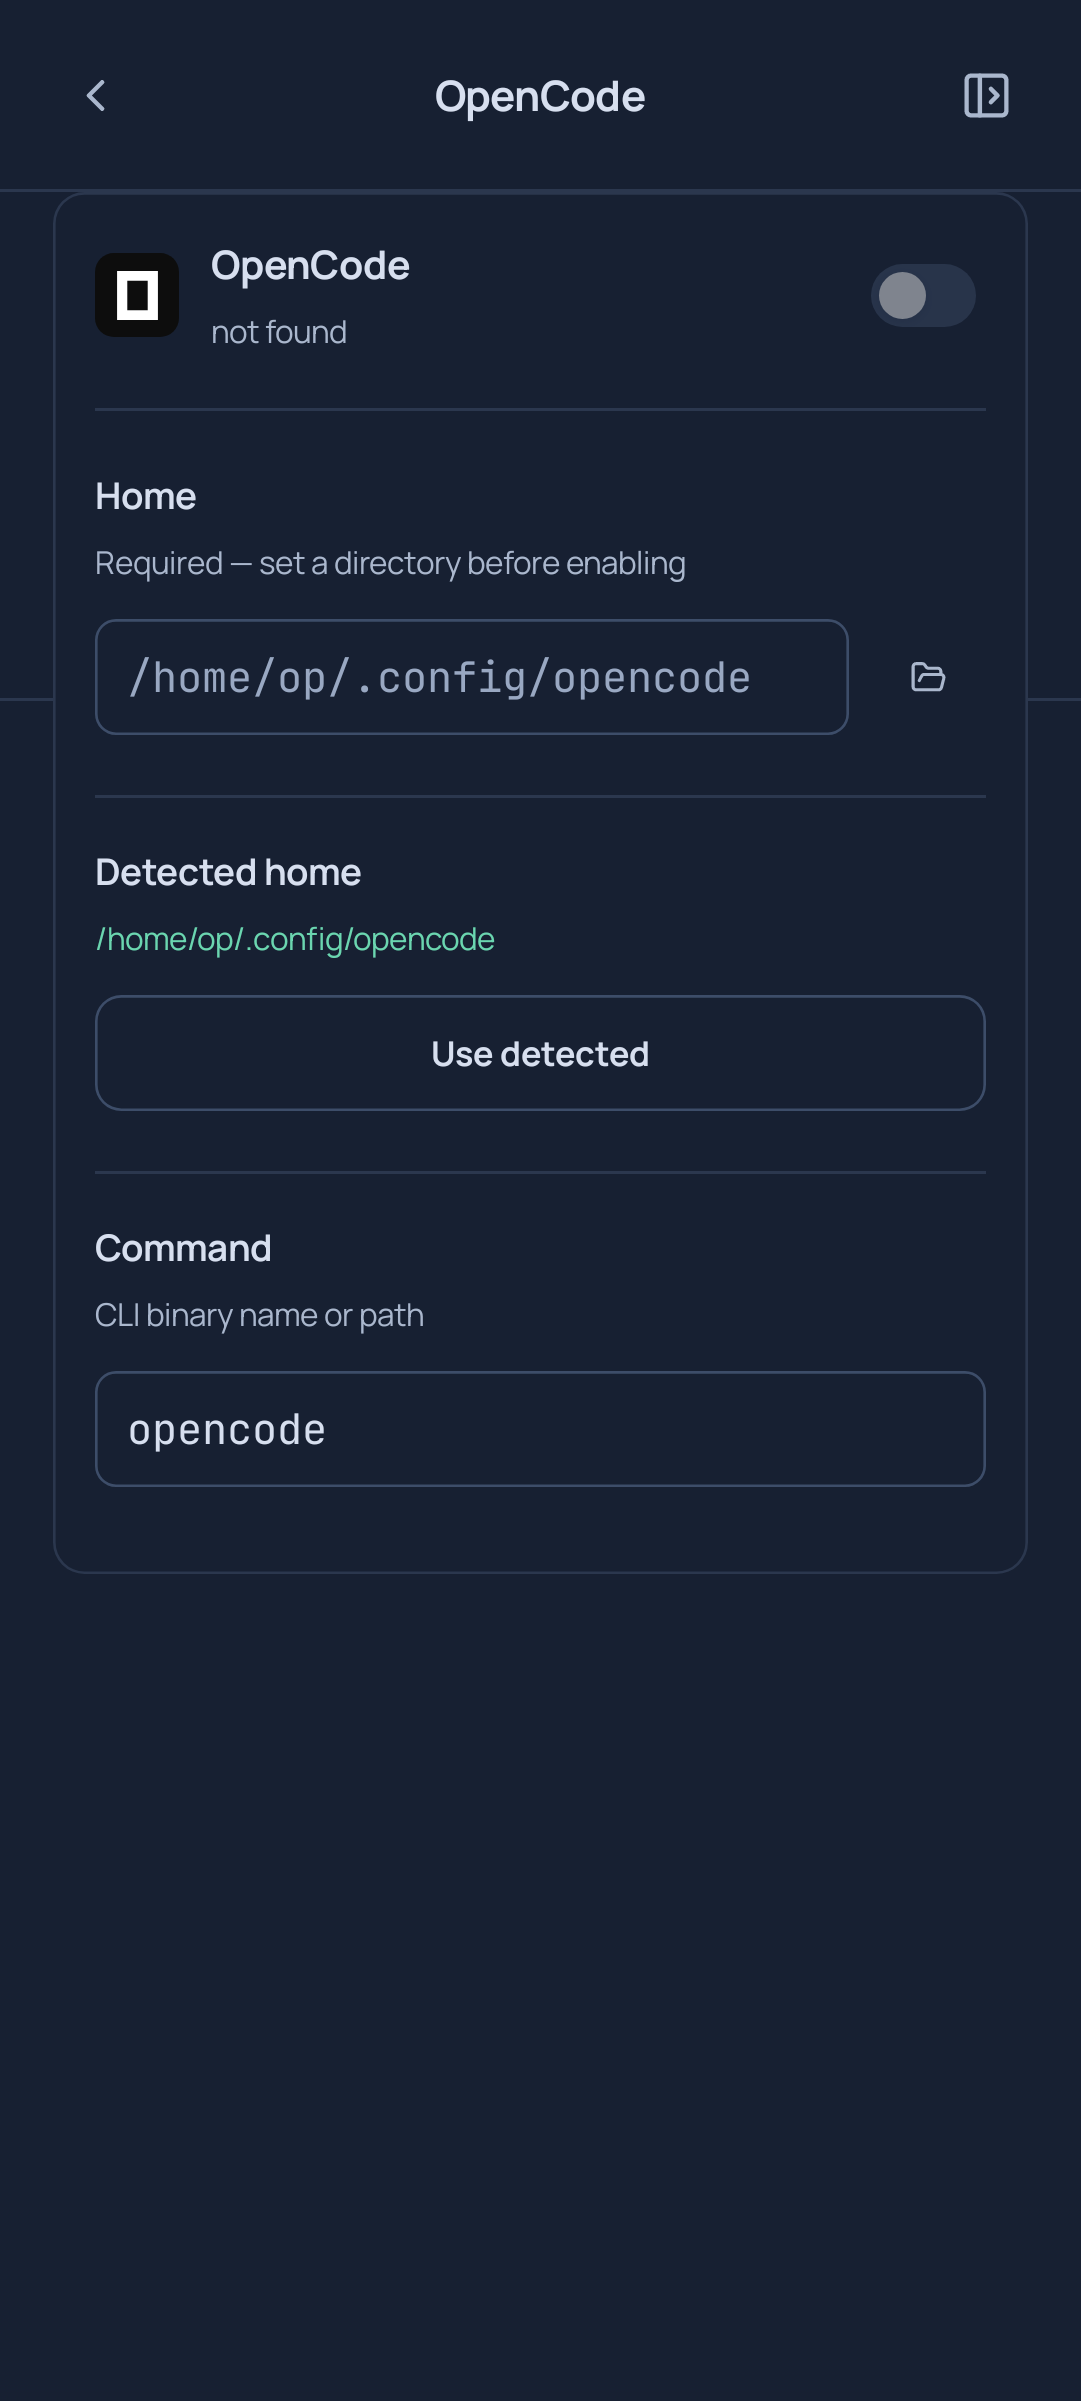 OpenCode
OpenCode
not found
Home
Required — set a directory before enabling
/home/op/.config/opencode
Detected home
/home/op/.config/opencode
Use detected
Command
CLI binary name or path
opencode